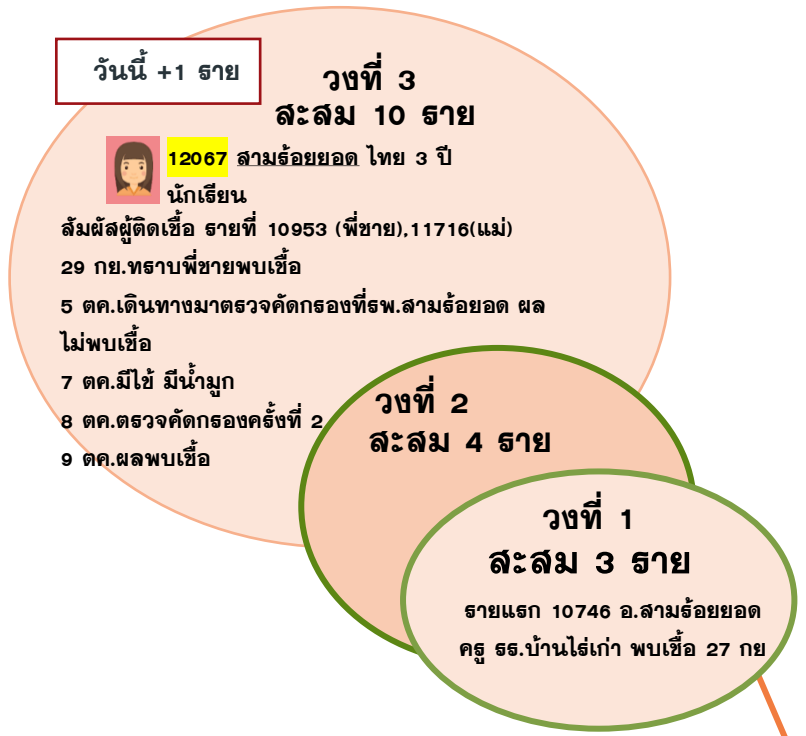 วันนี้ +1 ราย
วงที่ 3
สะสม 10 ราย
12067 สามร้อยยอด ไทย 3 ปี
นักเรียน
สัมผัสผู้ติดเชื้อ รายที่ 10953 (พี่ชาย),11716(แม่)
29 กย.ทราบพี่ชายพบเชื้อ
5 ตค.เดินทางมาตรวจคัดกรองที่รพ.สามร้อยอด ผล
ไม่พบเชื้อ
7 ตค.มีไข้ มีน้ำมูก
8 ตค.ตรวจคัดกรองครั้งที่ 2
9 ตค.ผลพบเชื้อ
วงที่ 2
สะสม 4 ราย
วงที่ 1
สะสม 3 ราย
รายแรก 10746 อ.สามร้อยยอด
ครู รร.บ้านไร่เก่า พบเชื้อ 27 กย